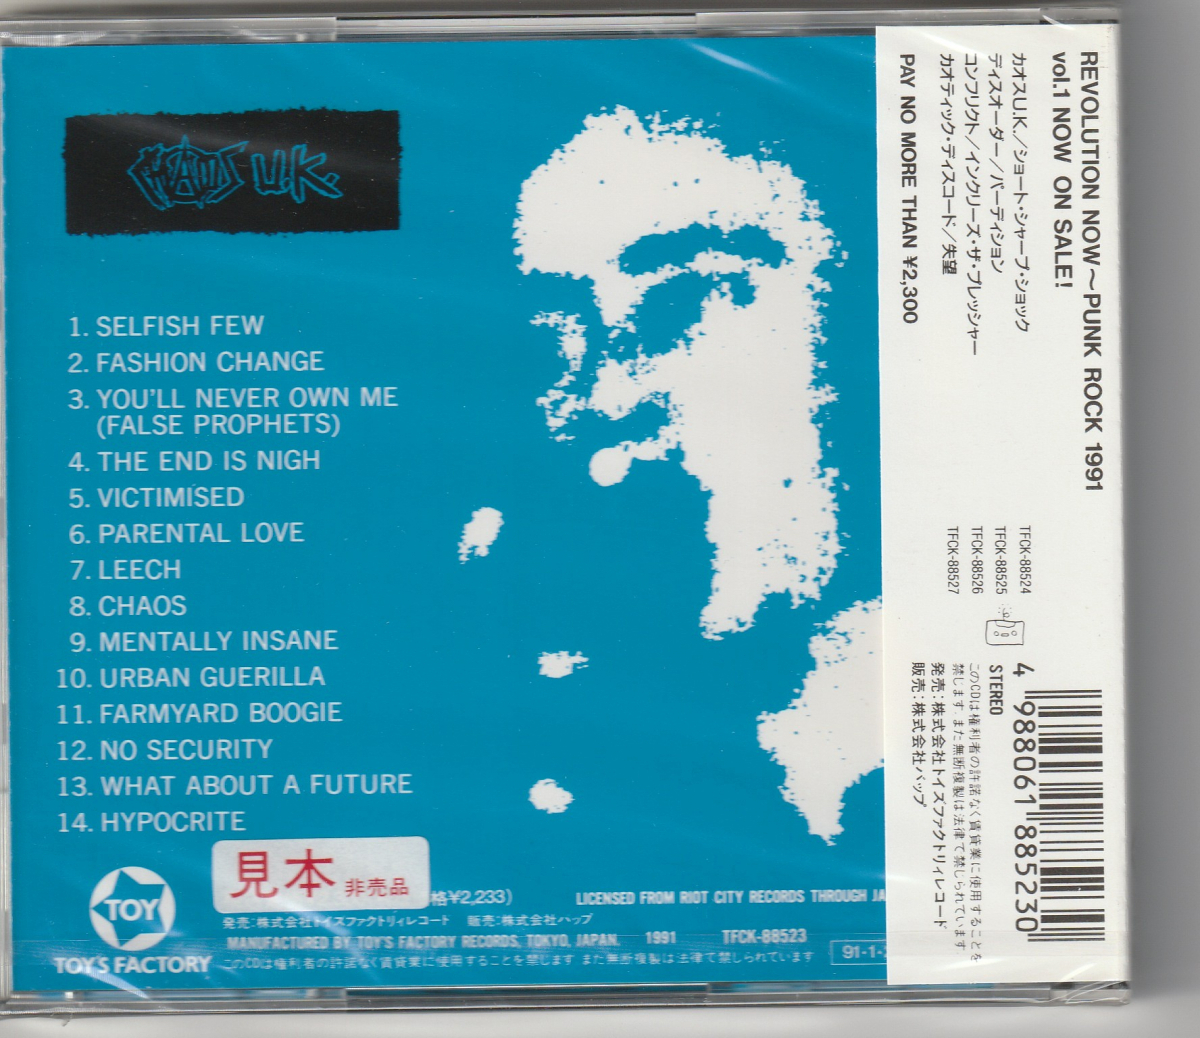 CHAOS U.K.
1. SELFISH FEW
2. FASHION CHANGE
3. YOU'LL NEVER OWN ME
(FALSE PROPHETS)
4. THE END IS NIGH
5. VICTIMISED
6. PARENTAL LOVE
7. LEECH
8. CHAOS
9. MENTALLY INSANE
10. URBAN GUERILLA
11. FARMYARD BOOGIE
12. NO SECURITY
13. WHAT ABOUT A FUTURE
14. HYPOCRITE
TOY
TOY'S FACTORY
見本 非売品
格¥2,233)
LICENSED FROM RIOT CITY RECORDS THROUGH JA
発売:株式会社トイズファクトリィレコード 販売:株式会社バップ
MANUFACTURED BY TOY'S FACTORY RECORDS, TOKYO, JAPAN. 1991 TFCK-88523
このCDは権利者の許諾なく賃貸業に使用することを禁じます また無断複製は法律で禁じられています
91-1-
REVOLUTION NOW〜PUNK ROCK 1991
vol.1 NOW ON SALE!
カオスU.K./ショート・シャープ・ショック TFCK-88524
ディスオーダー/パーディション TFCK-88525
コンフリクト/インクリーズ・ザ・プレッシャー TFCK-88526
カオティック・ディスコード/失望 TFCK-88527
PAY NO MORE THAN ¥2,300
4 988061 885230
STEREO
このCDは権利者の許諾なく賃貸業に使用することを
禁じます。また無断複製は法律で禁じられています。
発売:株式会社トイズファクトリィレコード
販売:株式会社バップ